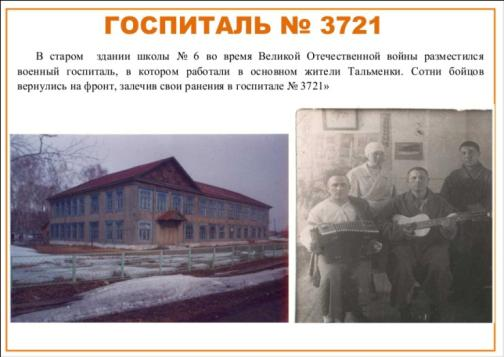 ГОСПИТАЛЬ № 3721
В старом здании школы № 6 во время Великой Отечественной войны разместился
военный госпиталь, в котором работали в основном жители Тальменки. Сотни бойцов
вернулись на фронт, залечив свои ранения в госпитале № 3721»